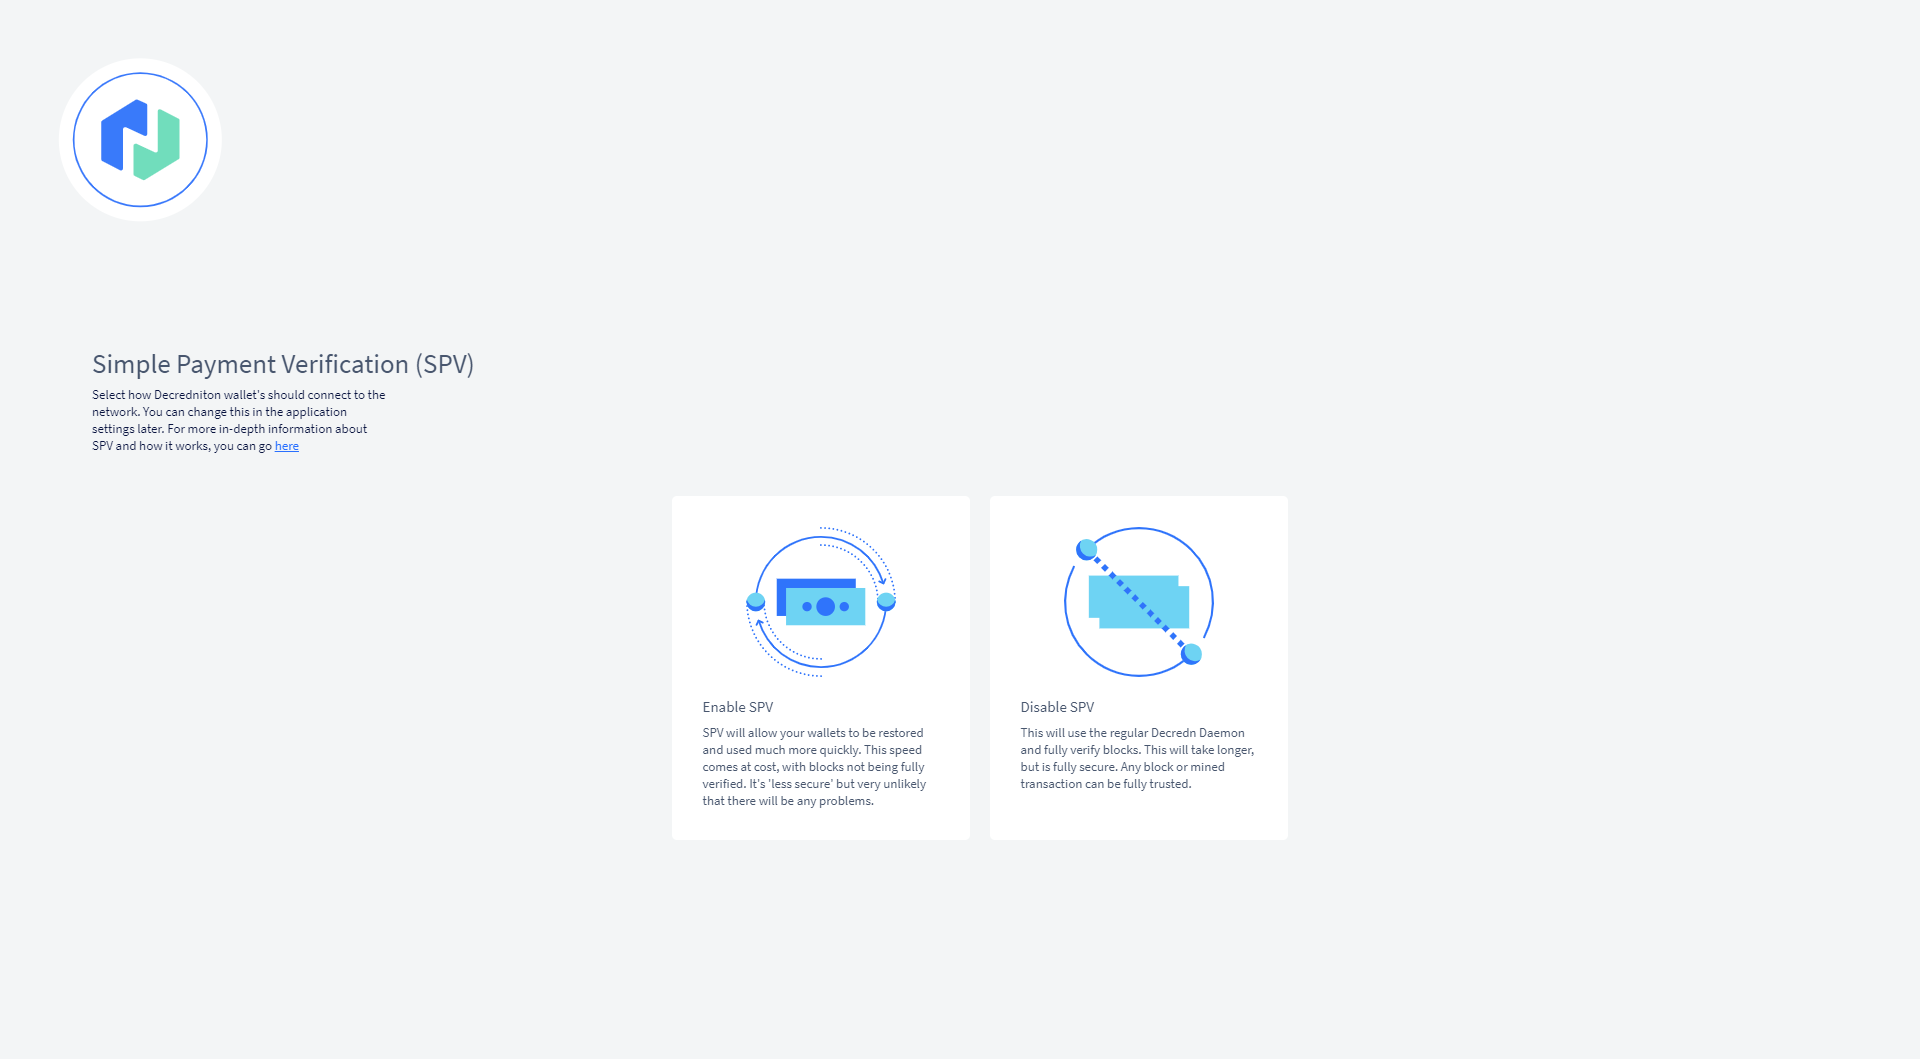 Simple Payment Verification (SPV)
Select how Decredniton wallet's should connect to the
network. You can change this in the application
settings later. For more in-depth information about
SPV and how it works, you can go here
Enable SPV
SPV will allow your wallets to be restored
and used much more quickly. This speed
comes at cost, with blocks not being fully
verified. It's 'less secure' but very unlikely
that there will be any problems.
Disable SPV
This will use the regular Decredn Daemon
and fully verify blocks. This will take longer,
but is fully secure. Any block or mined
transaction can be fully trusted.